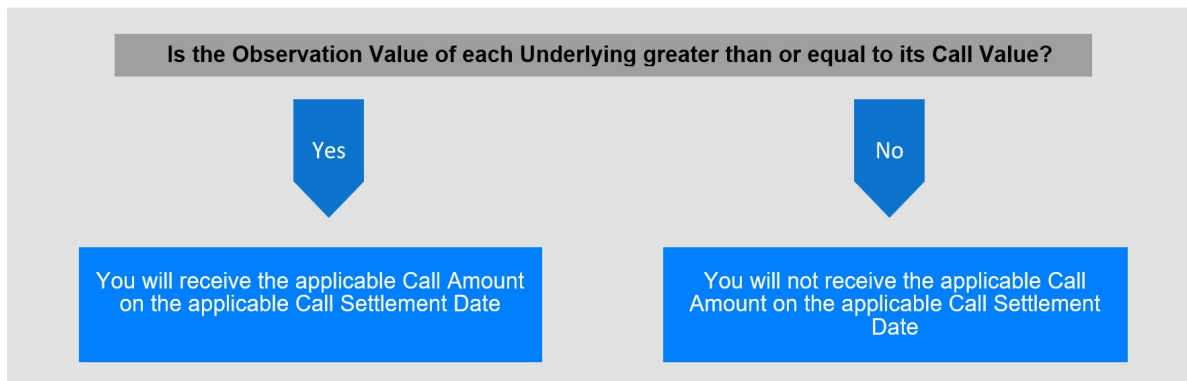 Is the Observation Value of each Underlying greater than or equal to its Call Value?
Yes
No
You will receive the applicable Call Amount
on the applicable Call Settlement Date
You will not receive the applicable Call
Amount on the applicable Call Settlement
Date